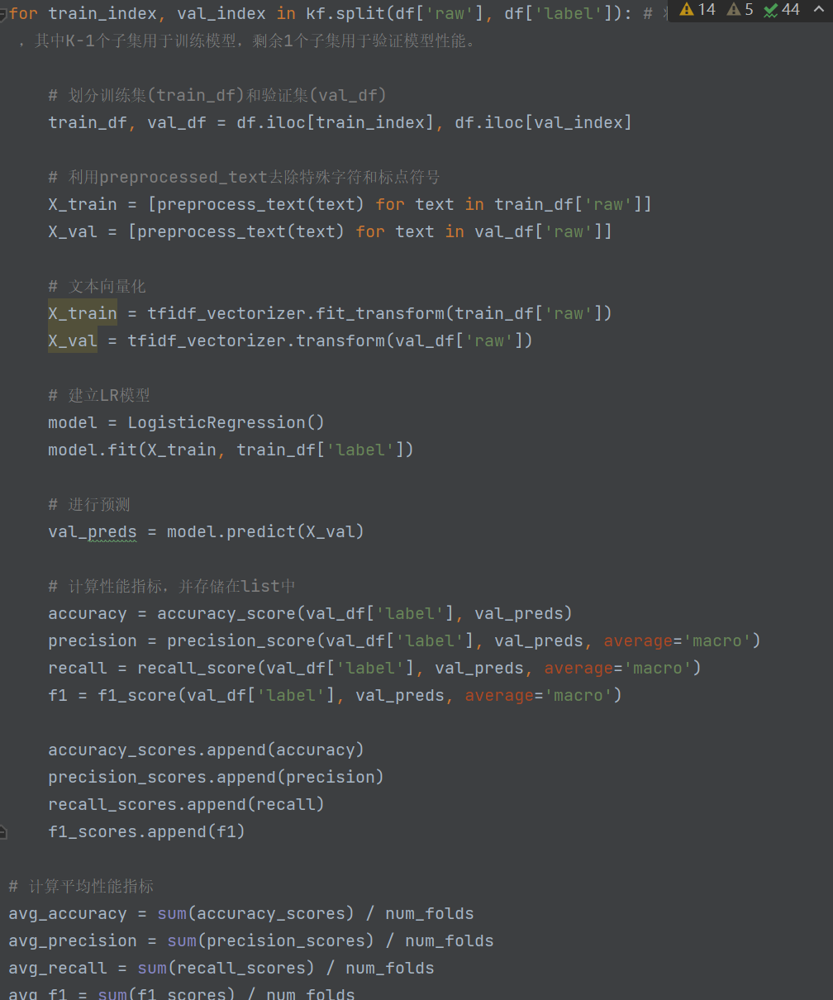 for train_index, val_index in kf.split(df['raw'], df['label']): #
14 5 44
，其中K-1个子集用于训练模型，剩余1个子集用于验证模型性能。
# 划分训练集(train_df)和验证集(val_df)
train_df, val_df = df.iloc[train_index], df.iloc[val_index]
# 利用preprocessed_text去除特殊字符和标点符号
X_train = [preprocess_text(text) for text in train_df['raw']]
X_val = [preprocess_text(text) for text in val_df['raw']]
# 文本向量化
X_train = tfidf_vectorizer.fit_transform(train_df['raw'])
X_val = tfidf_vectorizer.transform(val_df['raw'])
# 建立LR模型
model = LogisticRegression()
model.fit(X_train, train_df['label'])
# 进行预测
val_preds = model.predict(X_val)
# 计算性能指标，并存储在list中
accuracy = accuracy_score(val_df['label'], val_preds)
precision = precision_score(val_df['label'], val_preds, average='macro')
recall = recall_score(val_df['label'], val_preds, average='macro')
f1 = f1_score(val_df['label'], val_preds, average='macro')
accuracy_scores.append(accuracy)
precision_scores.append(precision)
recall_scores.append(recall)
f1_scores.append(f1)
# 计算平均性能指标
avg_accuracy = sum(accuracy_scores) / num_folds
avg_precision = sum(precision_scores) / num_folds
avg_recall = sum(recall_scores) / num_folds
avg_f1 = sum(f1_scores) / num_folds